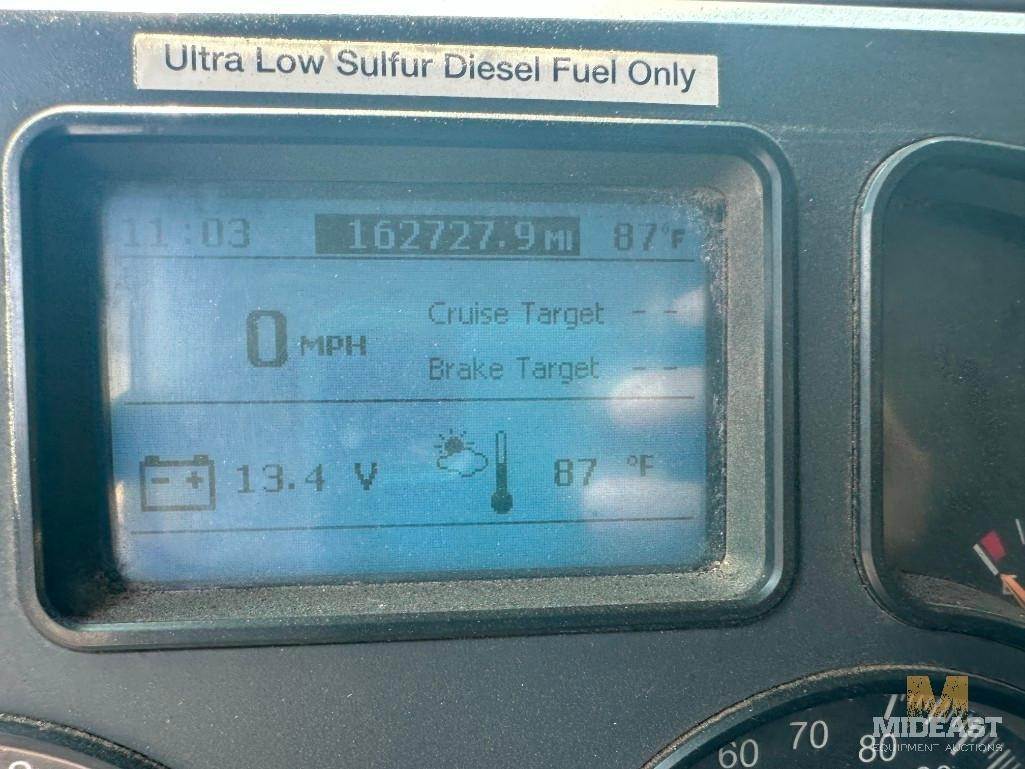 Ultra Low Sulfur Diesel Fuel Only
11:03 162727.9 MI 87°F
0 MPH
Cruise Target - -
Brake Target - -
- + 13.4 V 87 °F
60 70 80
M
MIDEAST
EQUIPMENT AUCTIONS